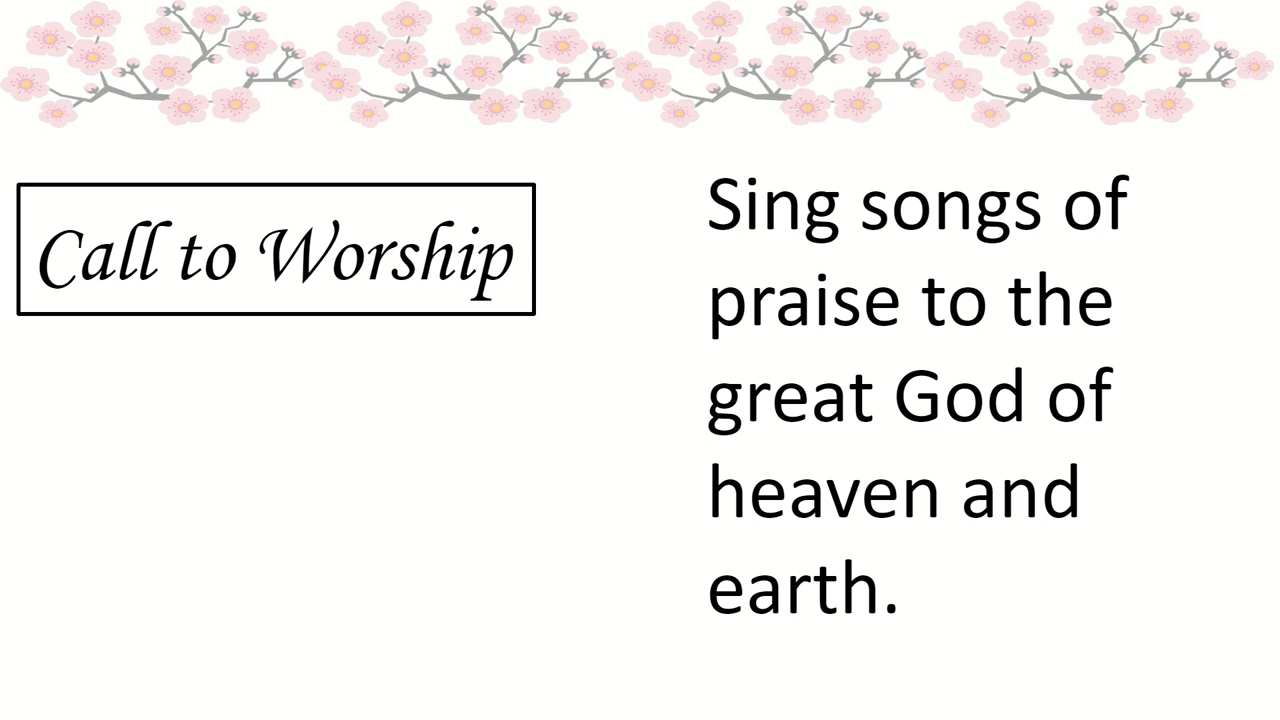 Call to Worship
Sing songs of
praise to the
great God of
heaven and
earth.